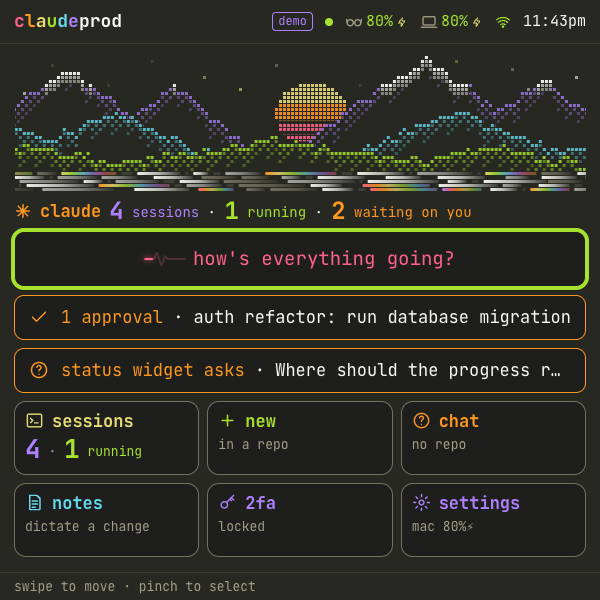 claudeprod demo 80% 80% 11:43pm
claude 4 sessions · 1 running · 2 waiting on you
how's everything going?
1 approval · auth refactor: run database migration
status widget asks · Where should the progress r…
sessions
4 · 1 running
new
in a repo
chat
no repo
notes
dictate a change
2fa
locked
settings
mac 80%⚡
swipe to move · pinch to select